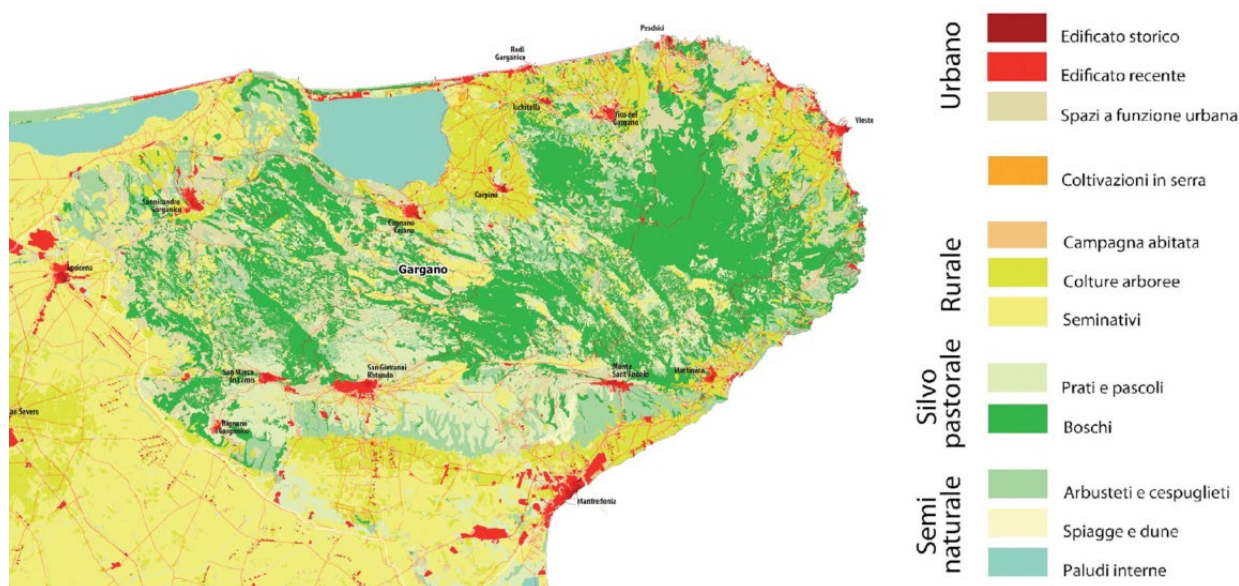 Peschici
Rodi
Garganico
Ischitella
Vico del
Gargano
Vieste
Sannicandro
Garganico
Carpino
Cagnano
Varano
Gargano
Apricena
San Marco
in Lamis
San Giovanni
Rotondo
Monte
Sant'Angelo
Mattinata
San Severo
Rignano
Garganico
Manfredonia
Urbano
Edificato storico
Edificato recente
Spazi a funzione urbana
Coltivazioni in serra
Rurale
Campagna abitata
Colture arboree
Seminativi
Silvo
pastorale
Prati e pascoli
Boschi
Semi
naturale
Arbusteti e cespuglieti
Spiagge e dune
Paludi interne